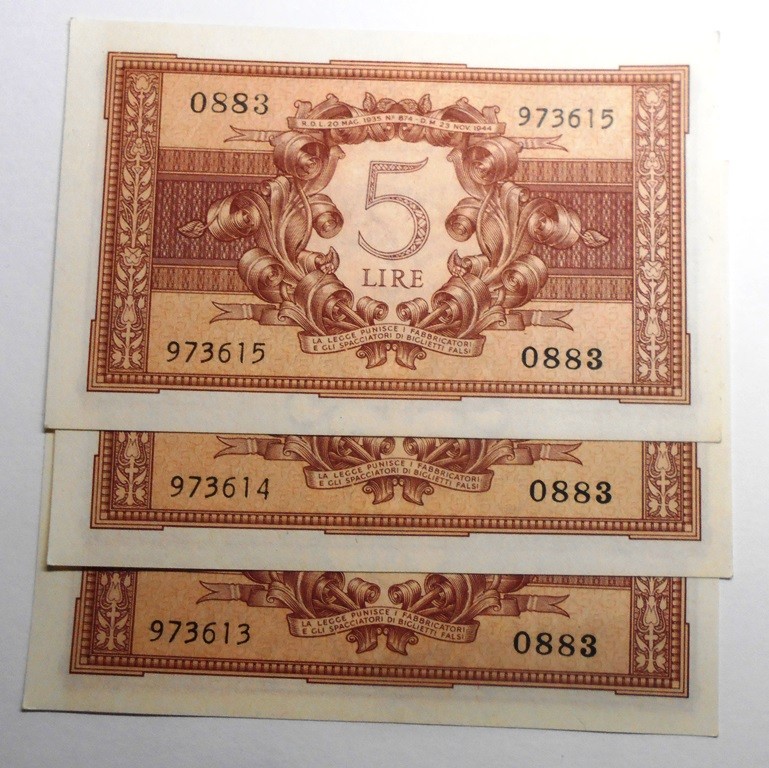 0883
R.D.L. 20 MAG. 1935 Nº 874 - D.M. 23 NOV. 1944
973615
5
LIRE
LA LEGGE PUNISCE I FABBRICATORI
E GLI SPACCIATORI DI BIGLIETTI FALSI
973615
0883
LA LEGGE PUNISCE I FABBRICATORI
E GLI SPACCIATORI DI BIGLIETTI FALSI
973614
0883
LA LEGGE PUNISCE I FABBRICATORI
E GLI SPACCIATORI DI BIGLIETTI FALSI
973613
0883